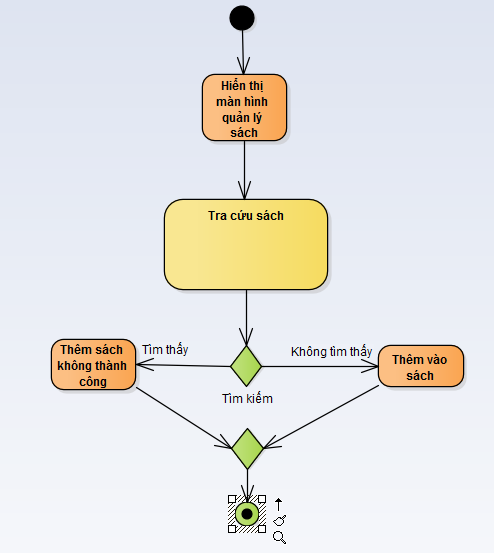 Hiển thị
màn hình
quản lý
sách
Tra cứu sách
Tìm thấy
Không tìm thấy
Thêm sách
không thành
công
Thêm vào
sách
Tìm kiếm